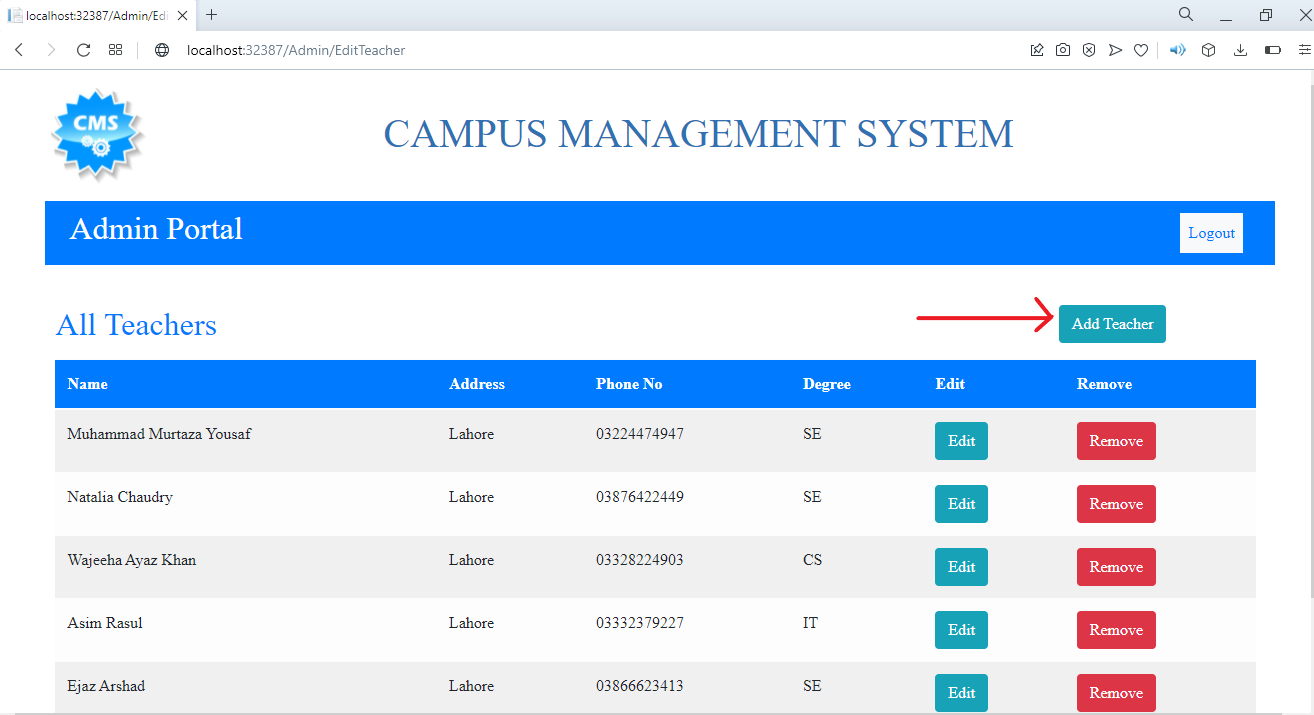 localhost:32387/Admin/Edi
localhost:32387/Admin/EditTeacher
CMS
CAMPUS MANAGEMENT SYSTEM
Admin Portal
Logout
All Teachers
Add Teacher
Name Address Phone No Degree Edit Remove
Muhammad Murtaza Yousaf Lahore 03224474947 SE Edit Remove
Natalia Chaudry Lahore 03876422449 SE Edit Remove
Wajeeha Ayaz Khan Lahore 03328224903 CS Edit Remove
Asim Rasul Lahore 03332379227 IT Edit Remove
Ejaz Arshad Lahore 03866623413 SE Edit Remove